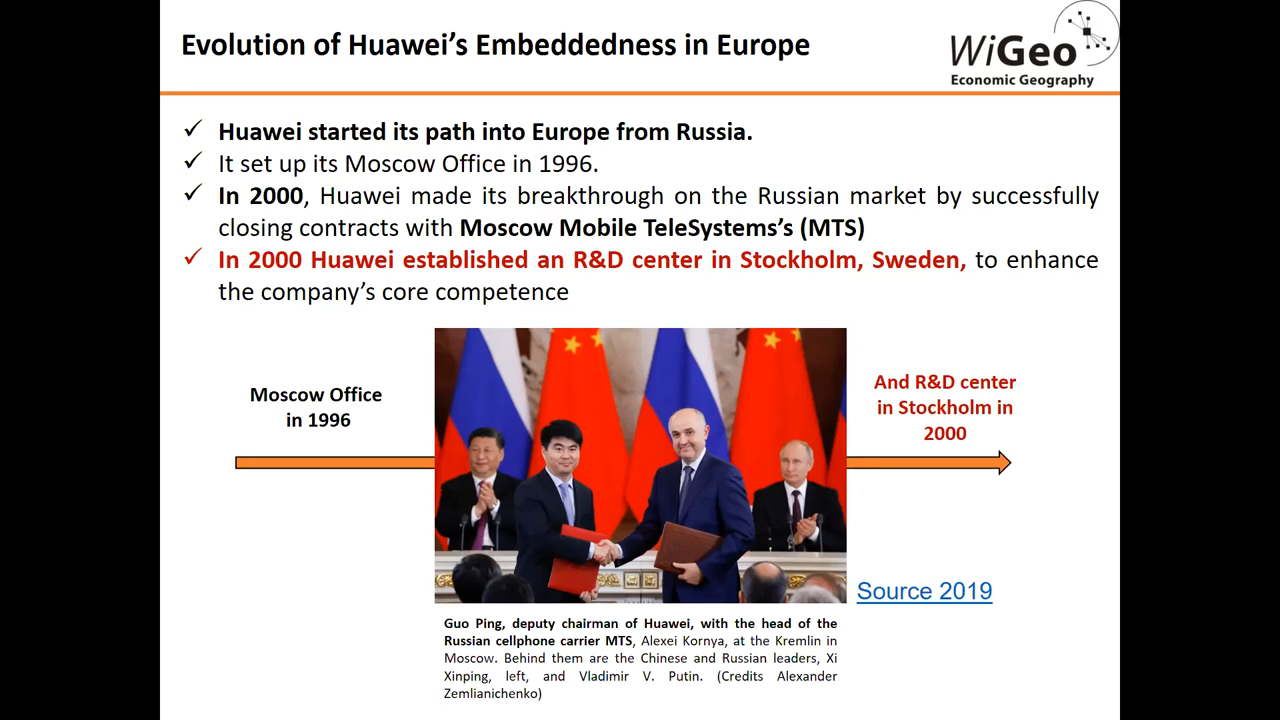 Evolution of Huawei's Embeddedness in Europe
WiGeo
Economic Geography
✓ Huawei started its path into Europe from Russia.
✓ It set up its Moscow Office in 1996.
✓ In 2000, Huawei made its breakthrough on the Russian market by successfully
closing contracts with Moscow Mobile TeleSystems's (MTS)
✓ In 2000 Huawei established an R&D center in Stockholm, Sweden, to enhance
the company's core competence
Moscow Office
in 1996
And R&D center
in Stockholm in
2000
Source 2019
Guo Ping, deputy chairman of Huawei, with the head of the
Russian cellphone carrier MTS, Alexei Kornya, at the Kremlin in
Moscow. Behind them are the Chinese and Russian leaders, Xi
Xinping, left, and Vladimir V. Putin. (Credits Alexander
Zemlianichenko)